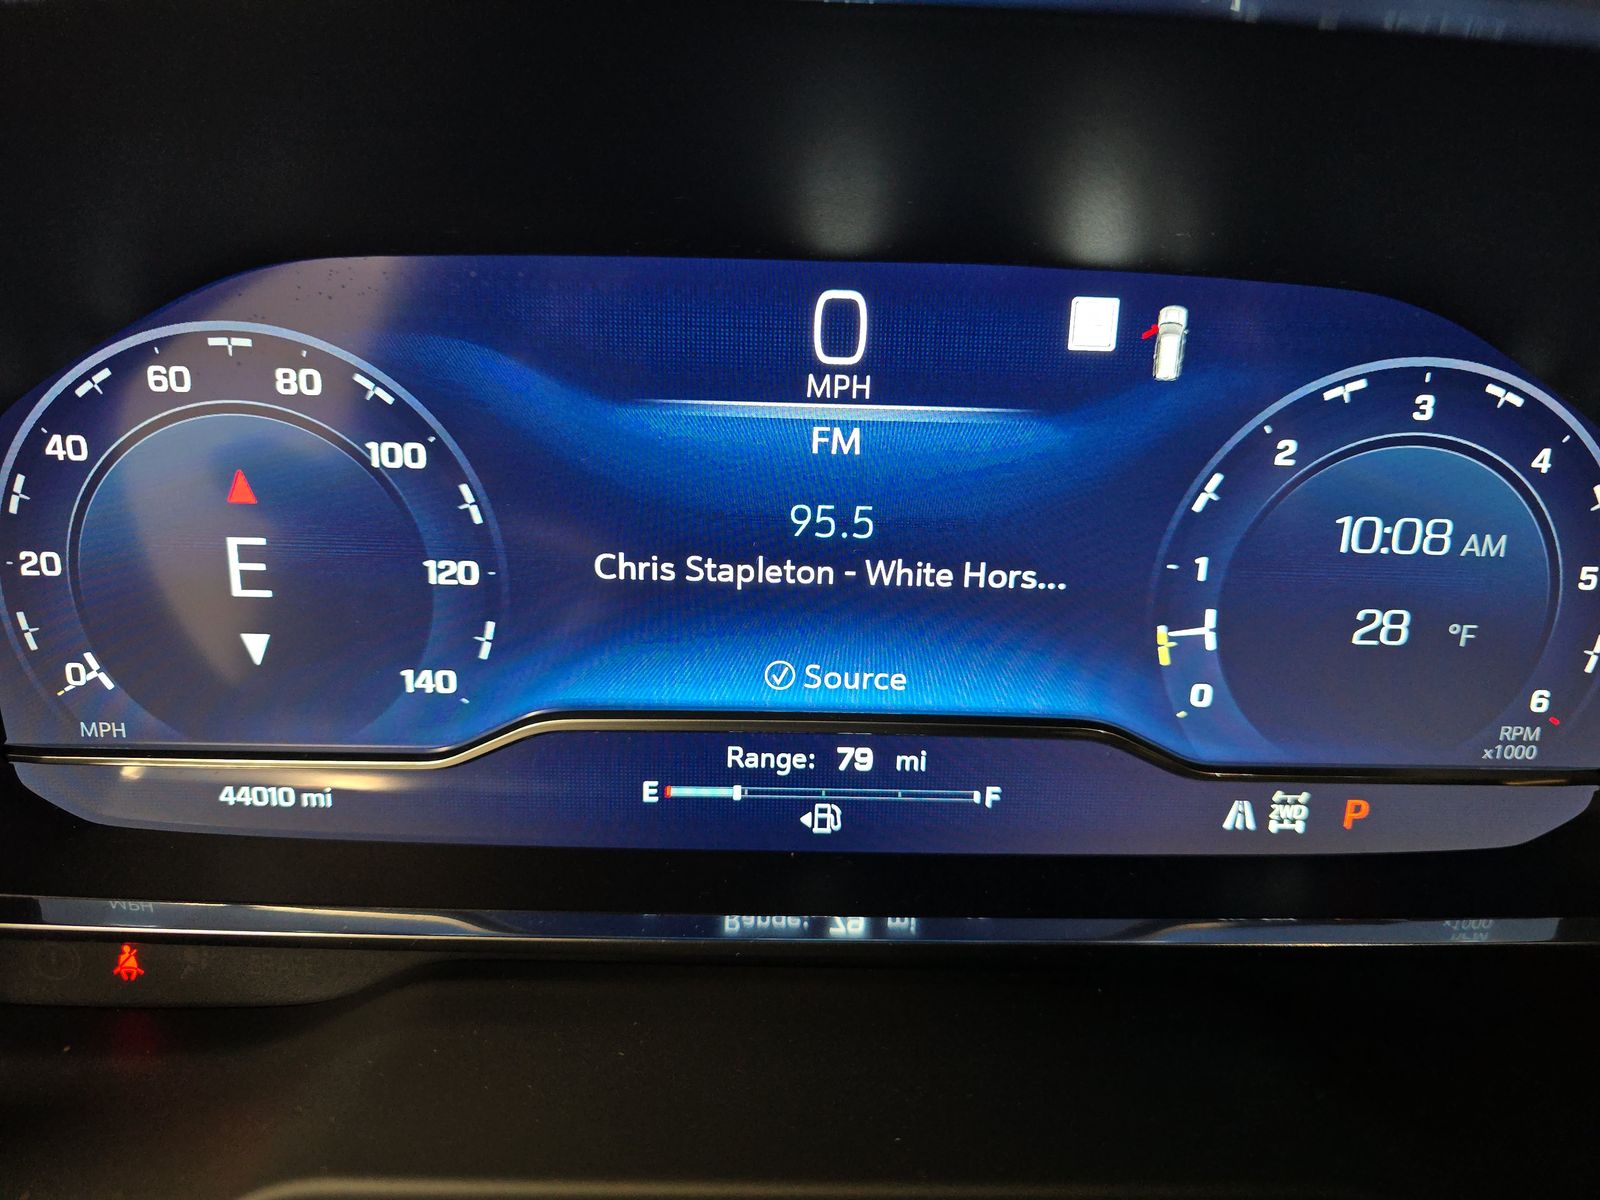 0
MPH
FM
95.5
Chris Stapleton - White Hors...
Source
0
20
40
60
80
100
120
140
MPH
E
0
1
2
3
4
5
6
RPM
x1000
10:08 AM
28 °F
Range: 79 mi
E F
44010 mi
2WD
P